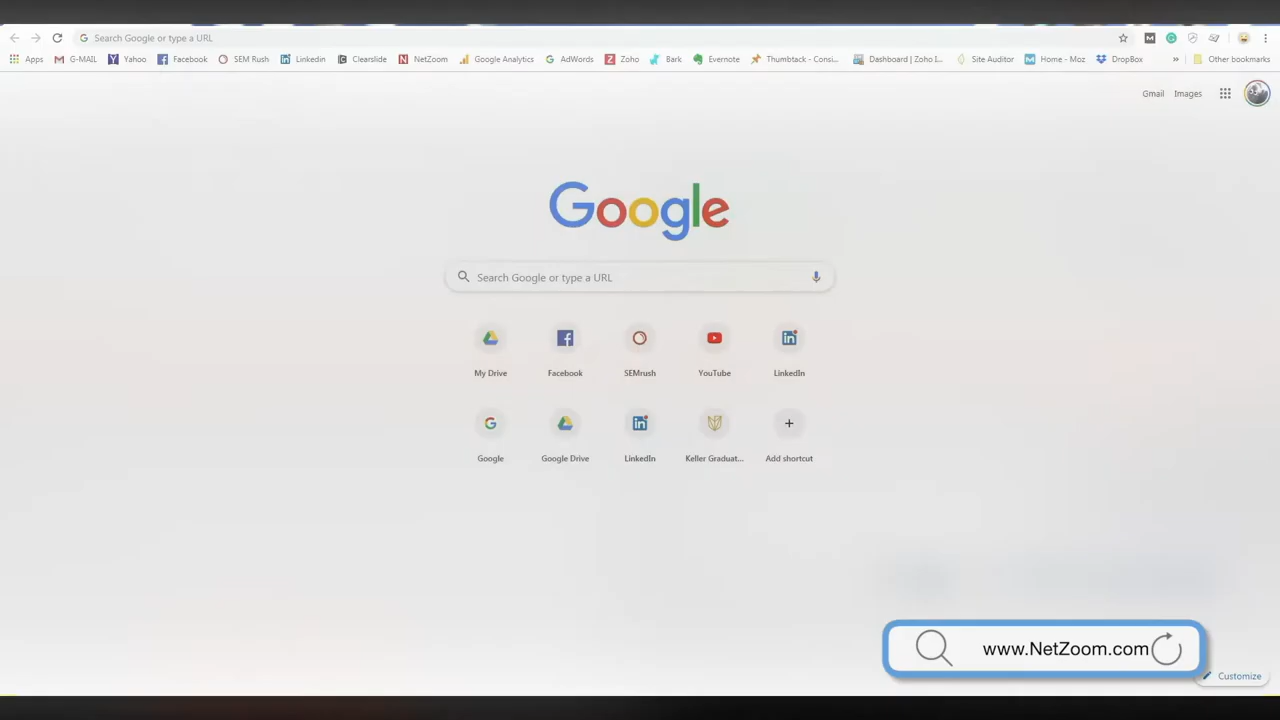 Search Google or type a URL
Apps G-MAIL Yahoo Facebook SEM Rush Linkedin Clearslide NetZoom Google Analytics AdWords Zoho Bark Evernote Thumbtack - Consi... Dashboard | Zoho I... Site Auditor Home - Moz DropBox » Other bookmarks
Gmail Images
Google
Search Google or type a URL
My Drive Facebook SEMrush YouTube LinkedIn
Google Google Drive LinkedIn Keller Graduat... Add shortcut
www.NetZoom.com
Customize